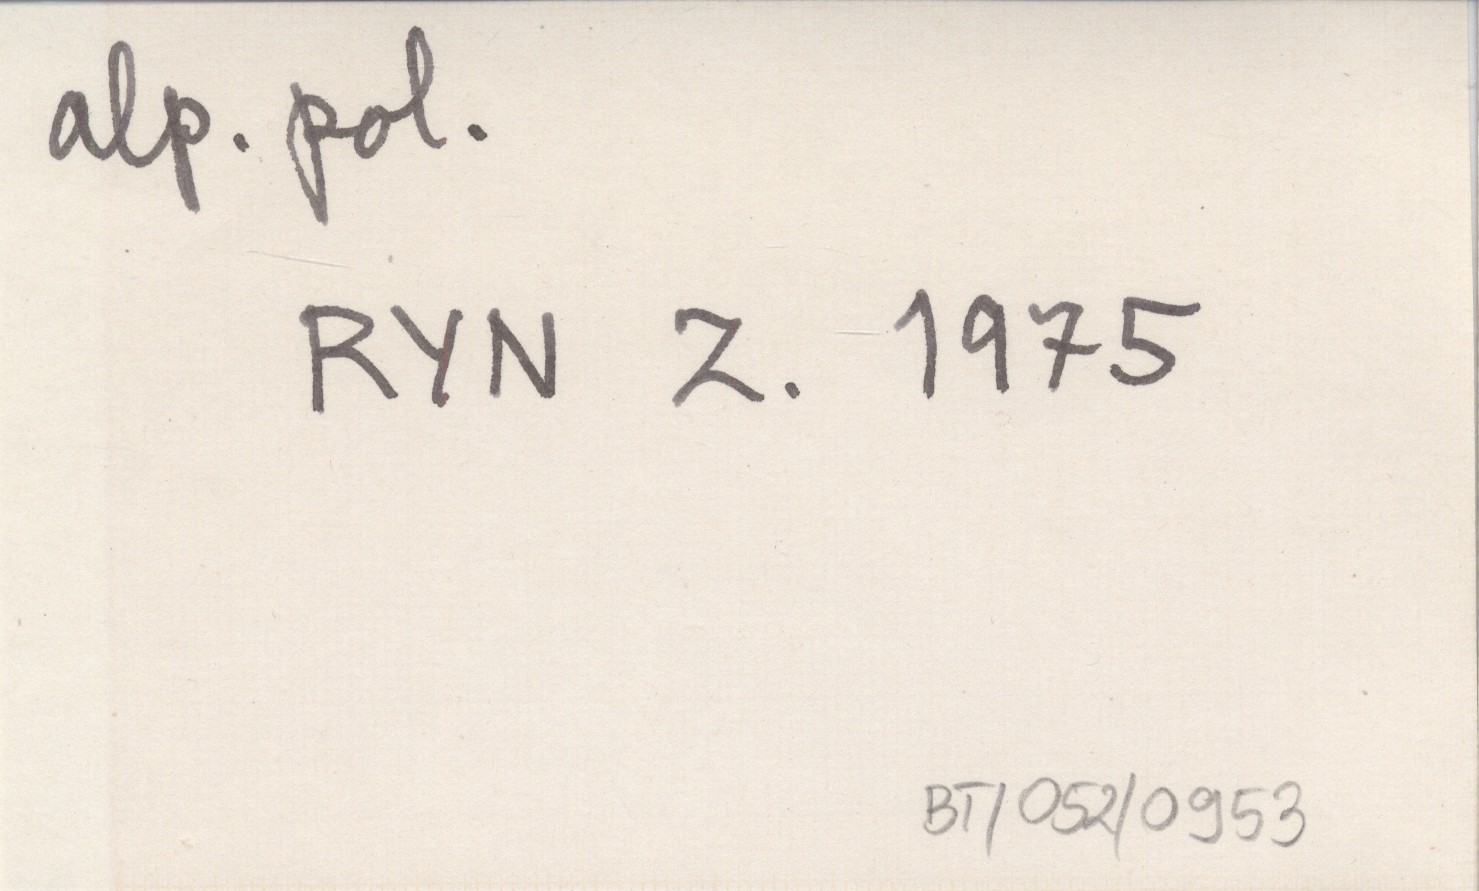 alp. pol.
RYN Z. 1975
BT/052/0953